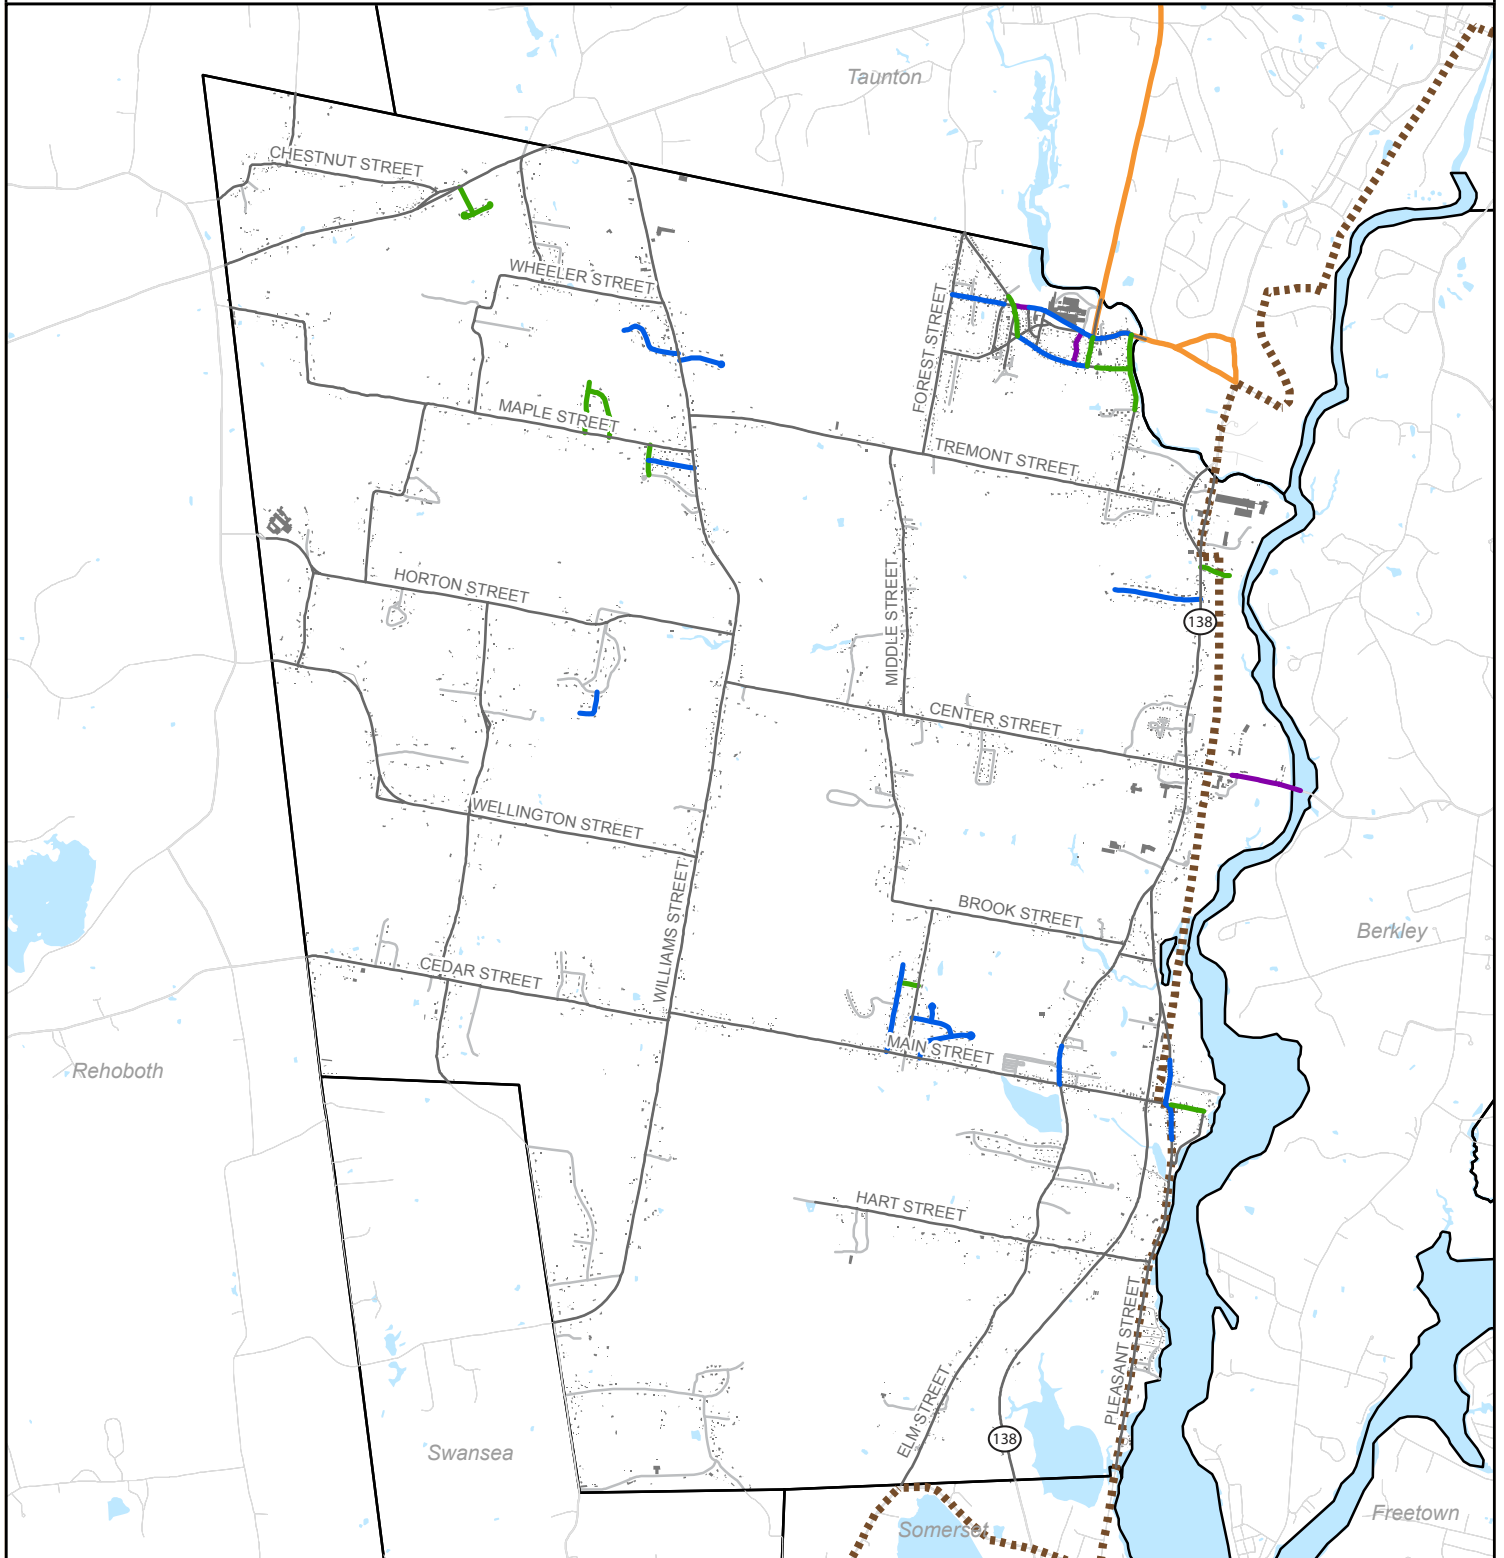 Taunton
CHESTNUT STREET
WHEELER STREET
FOREST STREET
MAPLE STREET
TREMONT STREET
HORTON STREET
MIDDLE STREET
138
CENTER STREET
WELLINGTON STREET
WILLIAMS STREET
BROOK STREET
Berkley
CEDAR STREET
MAIN STREET
Rehoboth
HART STREET
PLEASANT STREET
ELM STREET
138
Swansea
Freetown
Somerset